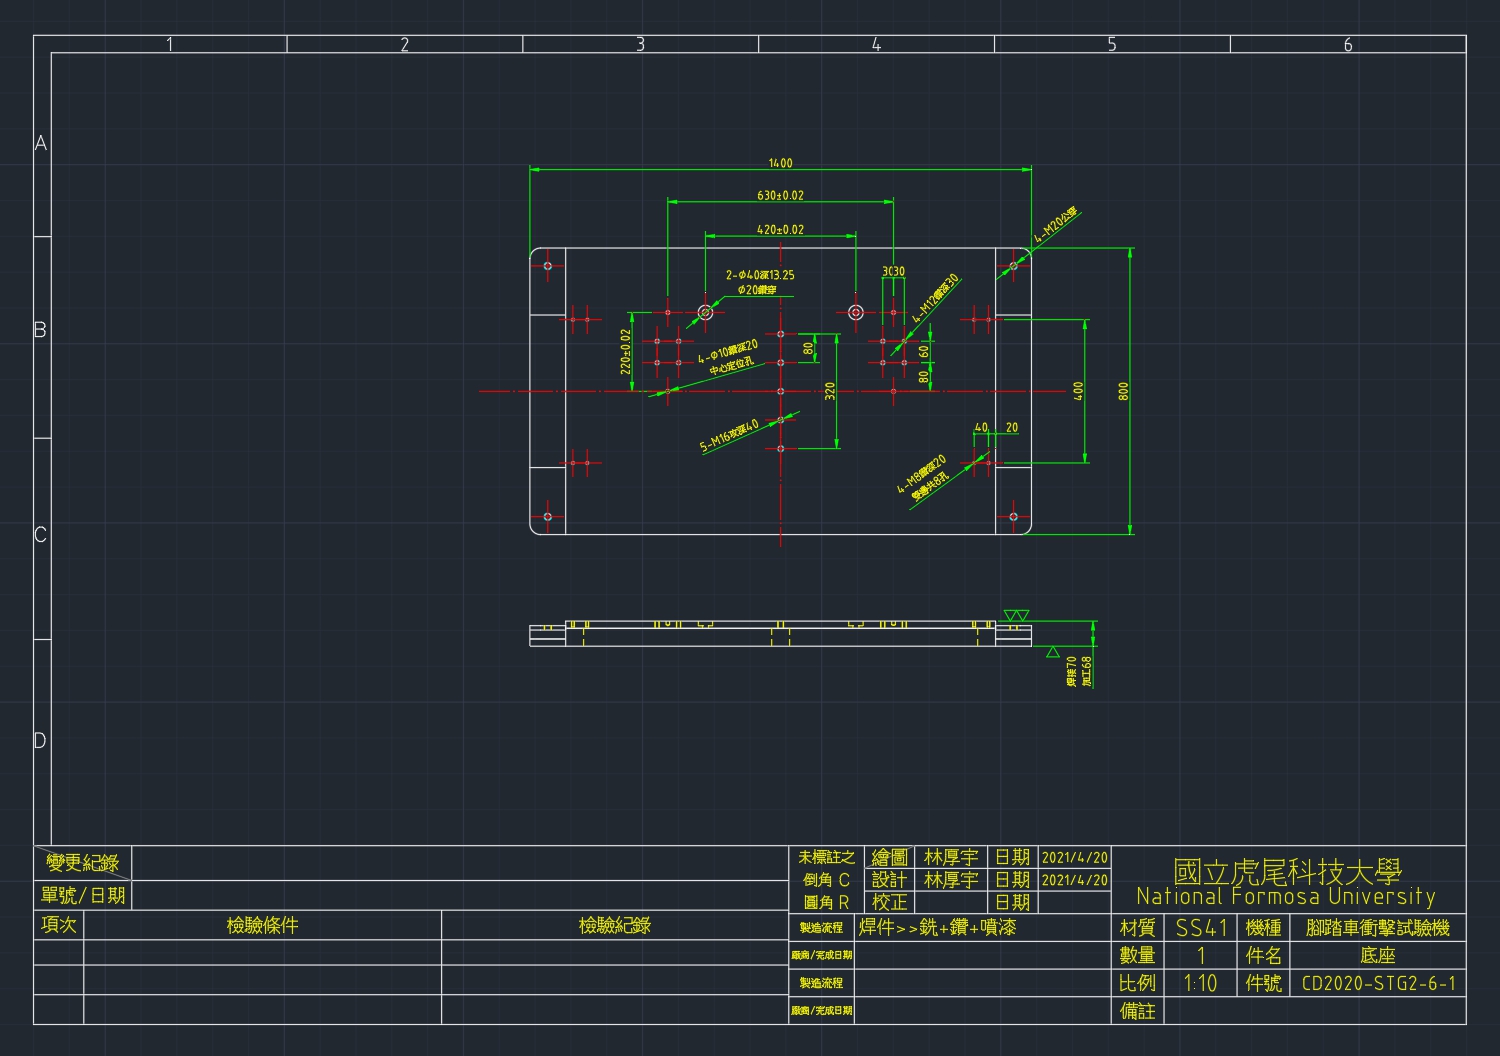 1 2 3 4 5 6
A
B
C
D
1400
630±0.02
420±0.02
4-M20公穿
2-Φ40深13.25
Φ20鑽穿
3030
4-M12鑽深30
220±0.02
4-Φ10鑽深20
中心定位孔
80
320
60
80
400
800
5-M16攻深40
40 20
4-M8鑽深20
雙邊共8孔
焊接70
加工68
變更紀錄
單號/日期
項次 檢驗條件 檢驗紀錄
未標註之 繪圖 林厚宇 日期 2021/4/20
倒角 C 設計 林厚宇 日期 2021/4/20
圓角 R 校正 日期
國立虎尾科技大學
National Formosa University
製造流程 焊件>>銑+鑽+噴漆
廠商/完成日期
製造流程
廠商/完成日期
材質 SS41 機種 腳踏車衝擊試驗機
數量 1 件名 底座
比例 1:10 件號 CD2020-STG2-6-1
備註